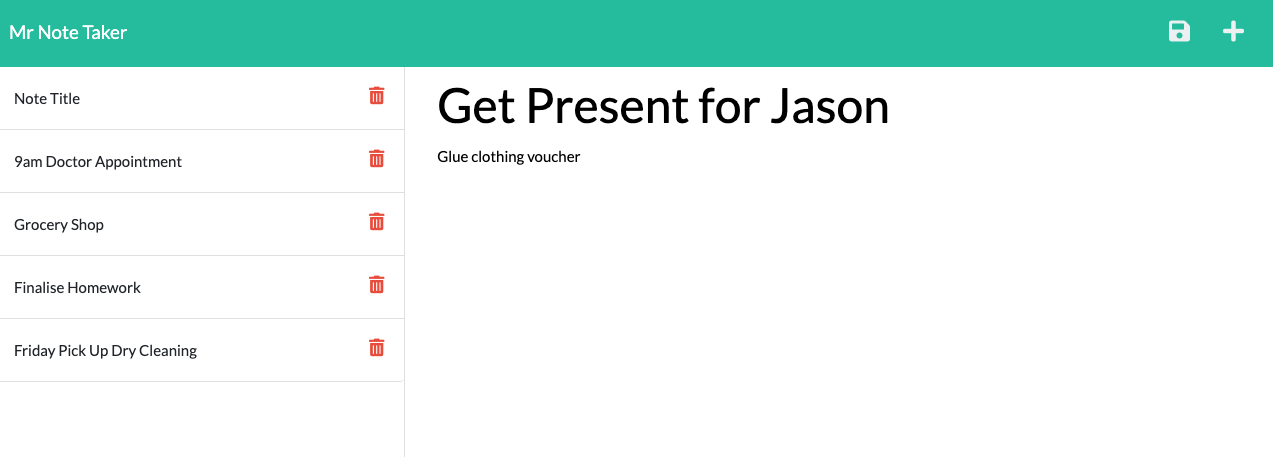 Mr Note Taker
Note Title
9am Doctor Appointment
Grocery Shop
Finalise Homework
Friday Pick Up Dry Cleaning
Get Present for Jason
Glue clothing voucher